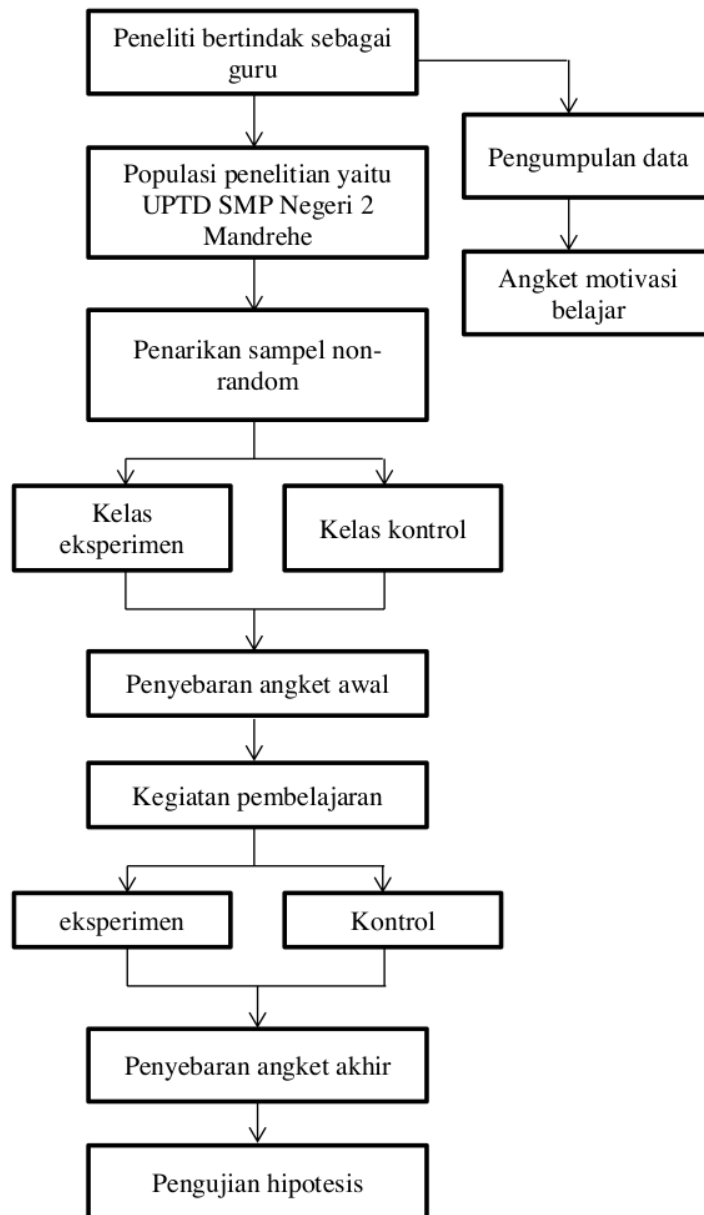 Peneliti bertindak sebagai
guru
Pengumpulan data
Populasi penelitian yaitu
UPTD SMP Negeri 2
Mandrehe
Angket motivasi
belajar
Penarikan sampel non-
random
Kelas
eksperimen
Kelas kontrol
Penyebaran angket awal
Kegiatan pembelajaran
eksperimen
Kontrol
Penyebaran angket akhir
Pengujian hipotesis